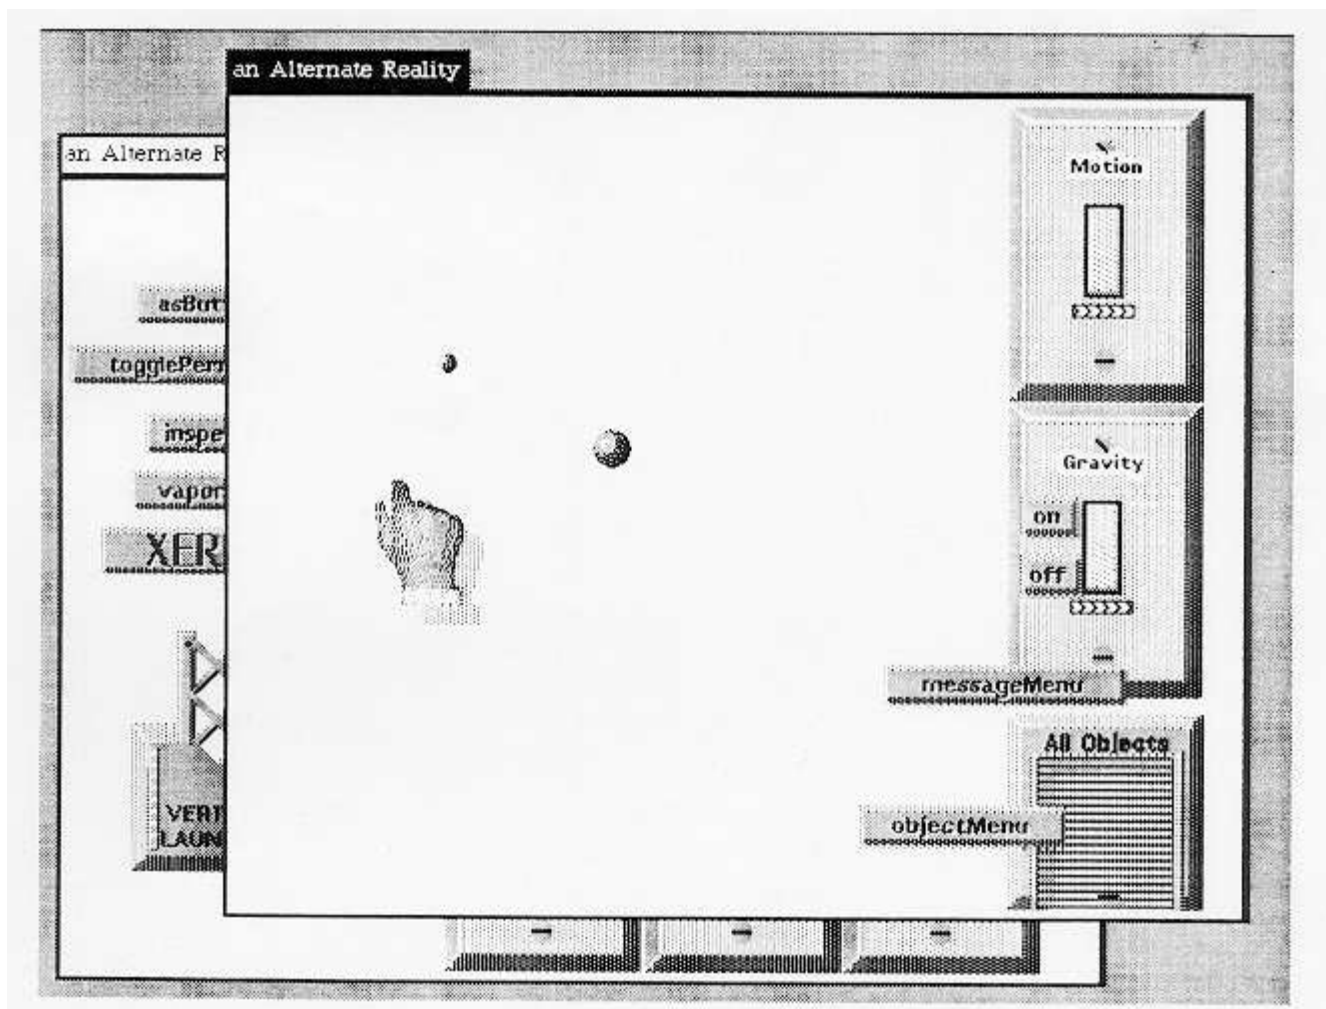 an Alternate Reality
an Alternate R
Motion
asBut
togglePerm
inspe
vapor
XER
Gravity
on
off
messageMenu
All Objects
objectMenu
VERT
LAUN